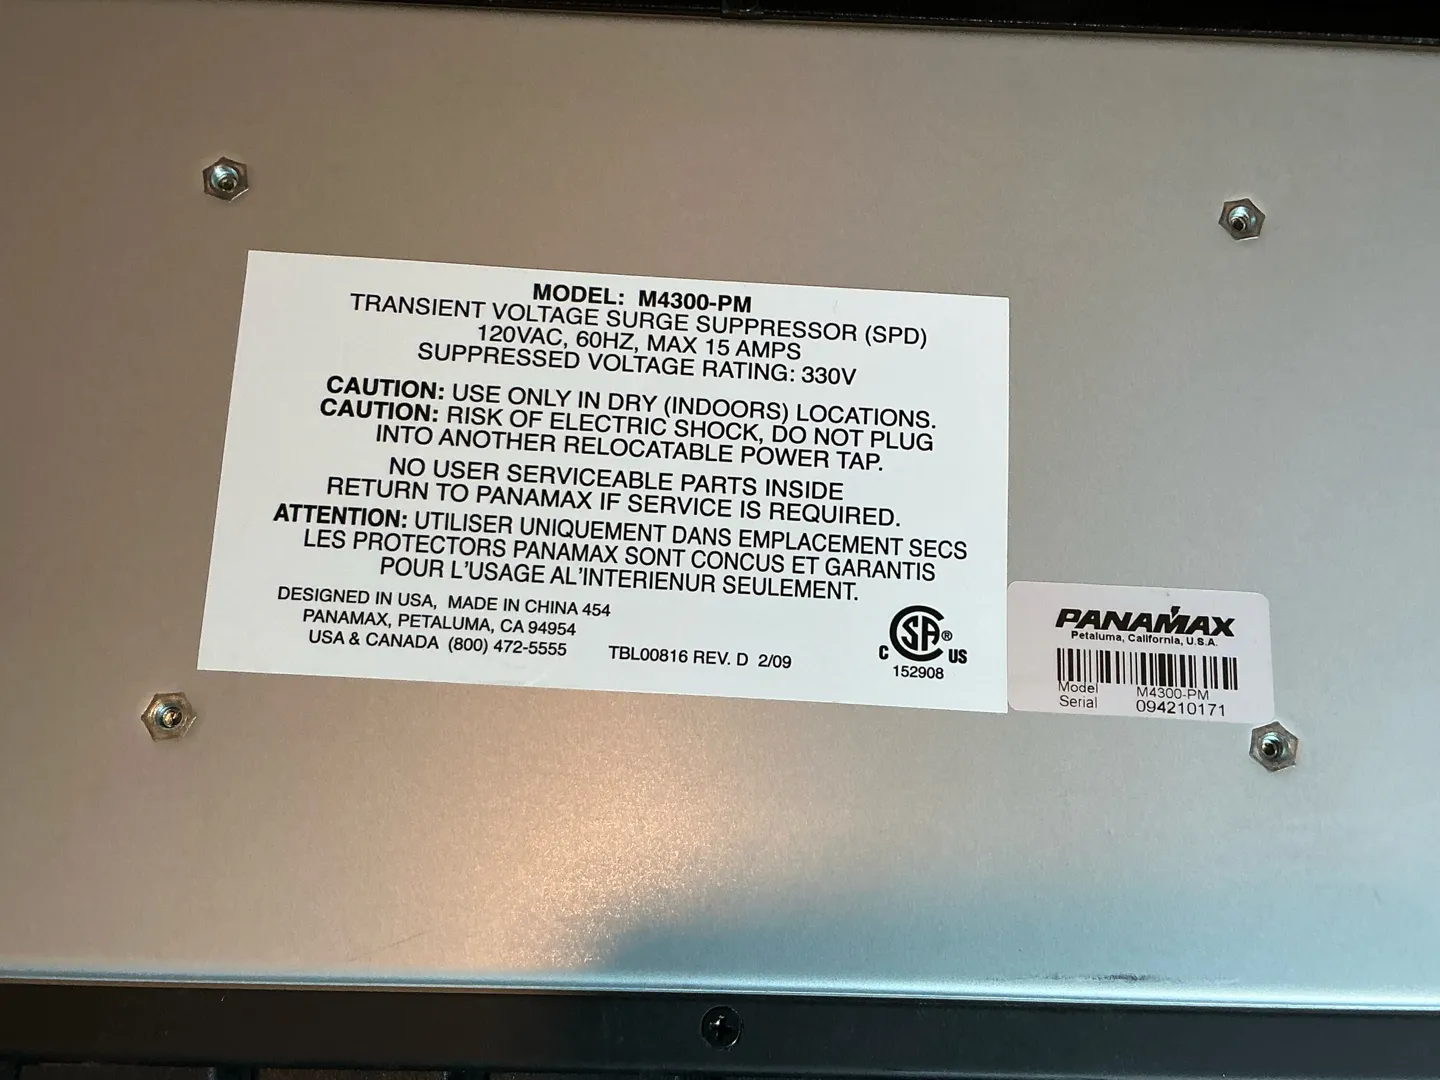 MODEL: M4300-PM
TRANSIENT VOLTAGE SURGE SUPPRESSOR (SPD)
120VAC, 60HZ, MAX 15 AMPS
SUPPRESSED VOLTAGE RATING: 330V
CAUTION: USE ONLY IN DRY (INDOORS) LOCATIONS.
CAUTION: RISK OF ELECTRIC SHOCK, DO NOT PLUG
INTO ANOTHER RELOCATABLE POWER TAP.
NO USER SERVICEABLE PARTS INSIDE
RETURN TO PANAMAX IF SERVICE IS REQUIRED.
ATTENTION: UTILISER UNIQUEMENT DANS EMPLACEMENT SECS
LES PROTECTORS PANAMAX SONT CONCUS ET GARANTIS
POUR L'USAGE AL'INTERIENUR SEULEMENT.
DESIGNED IN USA, MADE IN CHINA 454
PANAMAX, PETALUMA, CA 94954
USA & CANADA (800) 472-5555
TBL00816 REV. D 2/09
C SA® US
152908
PANAMAX
Petaluma, California, U.S.A.
Model M4300-PM
Serial 094210171